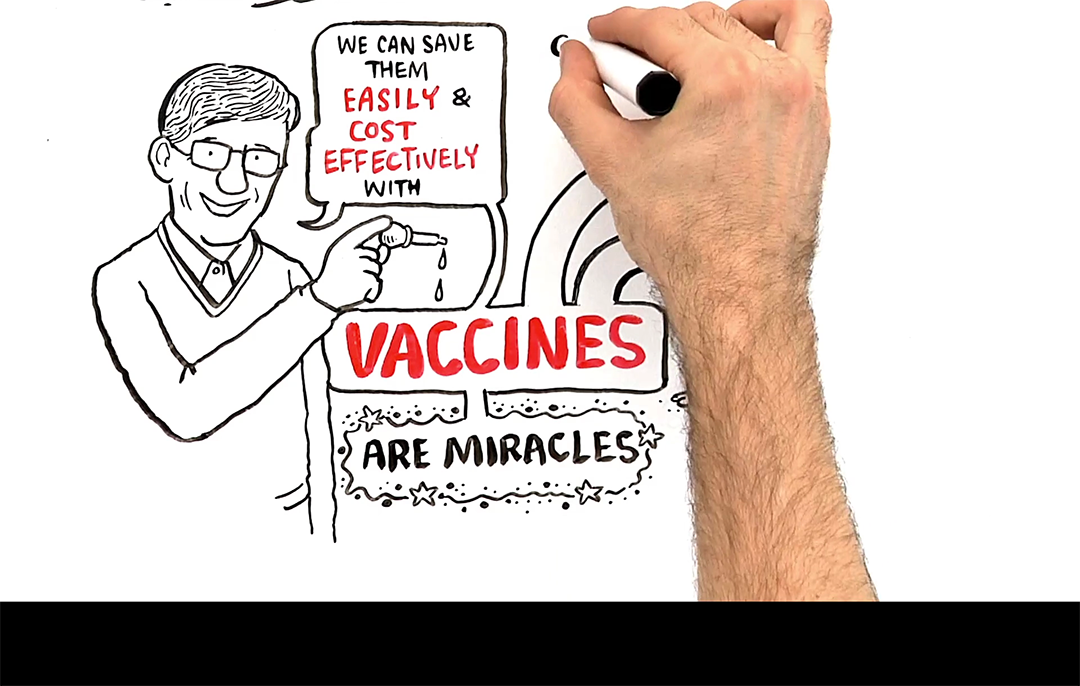 WE CAN SAVE
THEM
EASILY &
COST
EFFECTIVELY
WITH
VACCINES
ARE MIRACLES